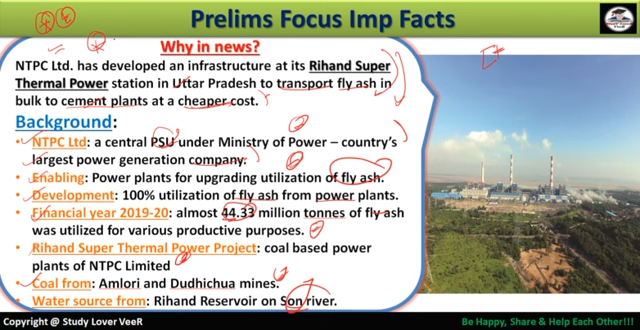 Prelims Focus Imp Facts
Why in news?
NTPC Ltd. has developed an infrastructure at its Rihand Super
Thermal Power station in Uttar Pradesh to transport fly ash in
bulk to cement plants at a cheaper cost.
Background:
• NTPC Ltd: a central PSU under Ministry of Power – country's
largest power generation company.
• Enabling: Power plants for upgrading utilization of fly ash.
• Development: 100% utilization of fly ash from power plants.
• Financial year 2019-20: almost 44.33 million tonnes of fly ash
was utilized for various productive purposes.
• Rihand Super Thermal Power Project: coal based power
plants of NTPC Limited
• Coal from: Amlori and Dudhichua mines.
• Water source from: Rihand Reservoir on Son river.
Copyright @ Study Lover VeeR
Be Happy, Share & Help Each Other!!!